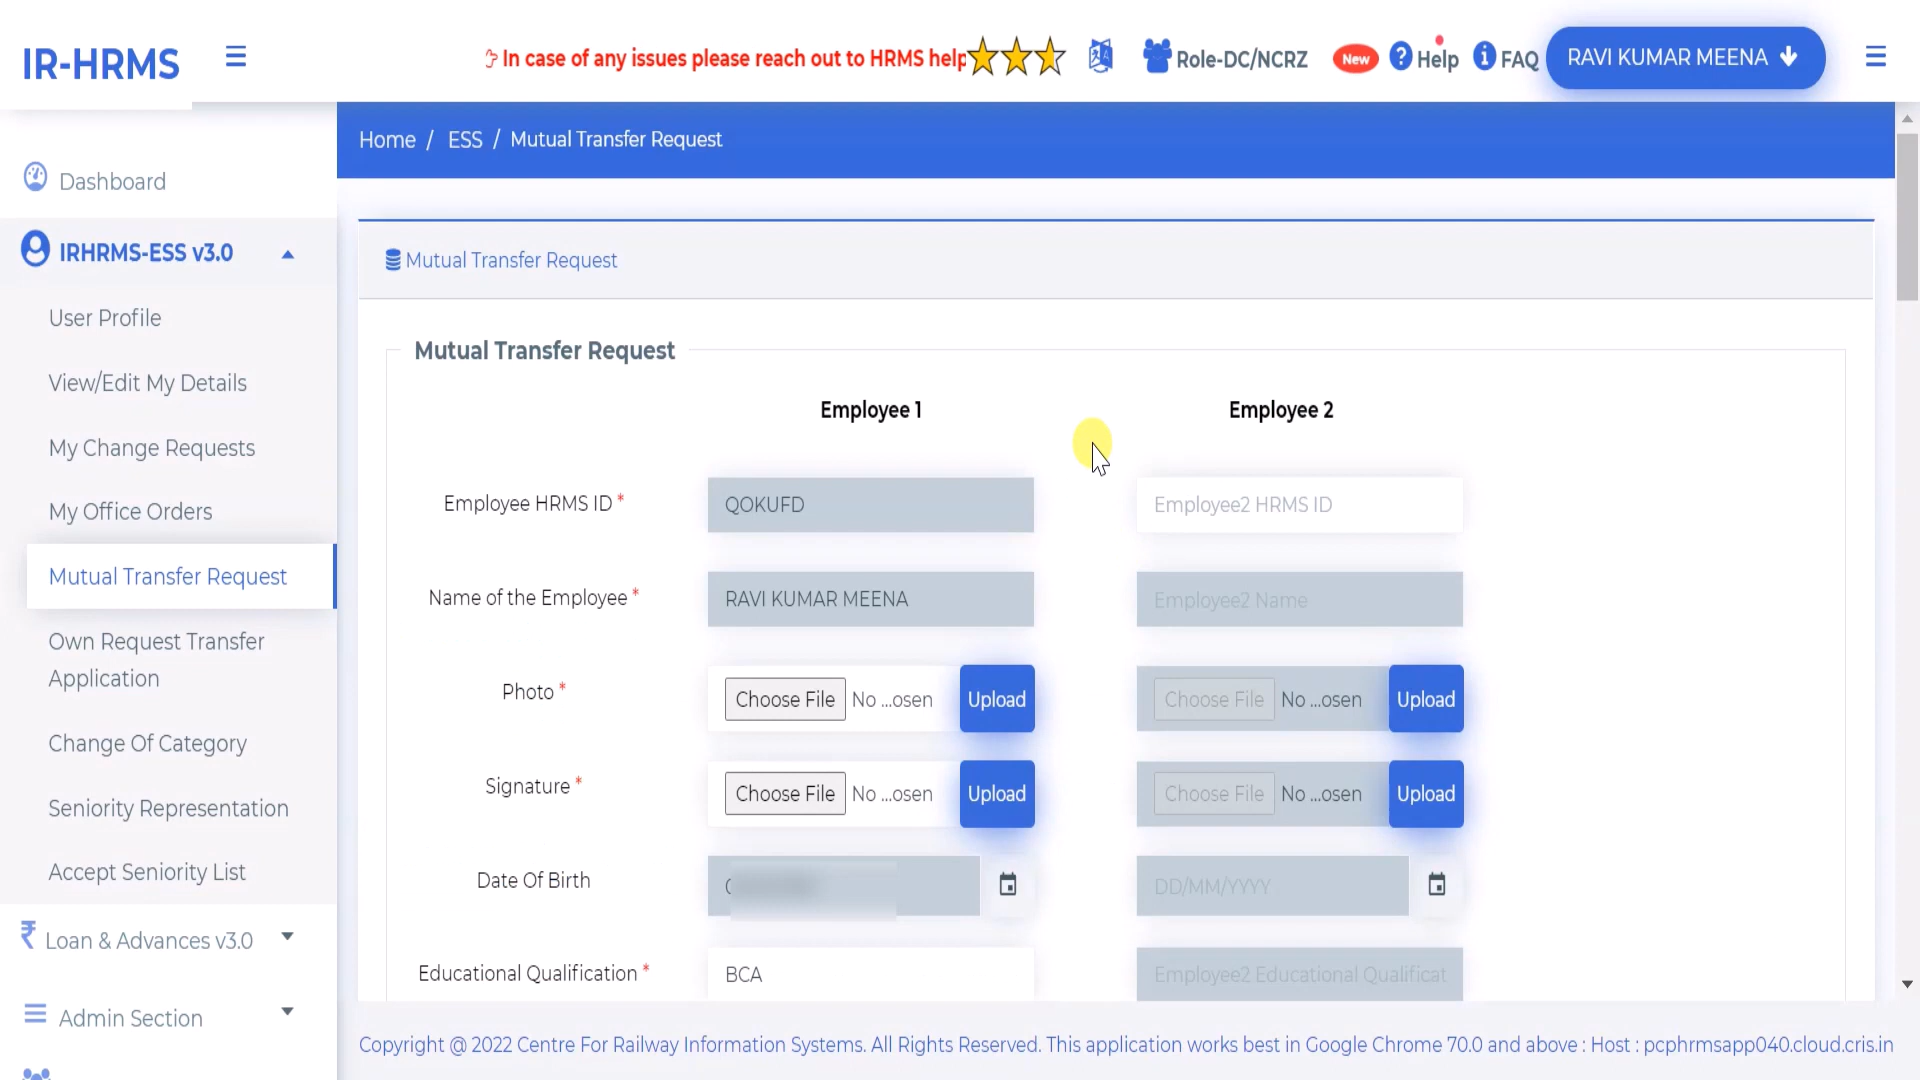 IR-HRMS
In case of any issues please reach out to HRMS help
Role-DC/NCRZ
New
Help
FAQ
RAVI KUMAR MEENA
Home / ESS / Mutual Transfer Request
Dashboard
IRHRMS-ESS v3.0
User Profile
View/Edit My Details
My Change Requests
My Office Orders
Mutual Transfer Request
Own Request Transfer
Application
Change Of Category
Seniority Representation
Accept Seniority List
Loan & Advances v3.0
Admin Section
Mutual Transfer Request
Mutual Transfer Request
Employee 1 Employee 2
Employee HRMS ID * QOKUFD Employee2 HRMS ID
Name of the Employee * RAVI KUMAR MEENA Employee2 Name
Photo * Choose File No ...osen Upload Choose File No ...osen Upload
Signature * Choose File No ...osen Upload Choose File No ...osen Upload
Date Of Birth DD/MM/YYYY
Educational Qualification * BCA Employee2 Educational Qualificat
Copyright @ 2022 Centre For Railway Information Systems. All Rights Reserved. This application works best in Google Chrome 70.0 and above : Host : pcphrmsapp040.cloud.cris.in